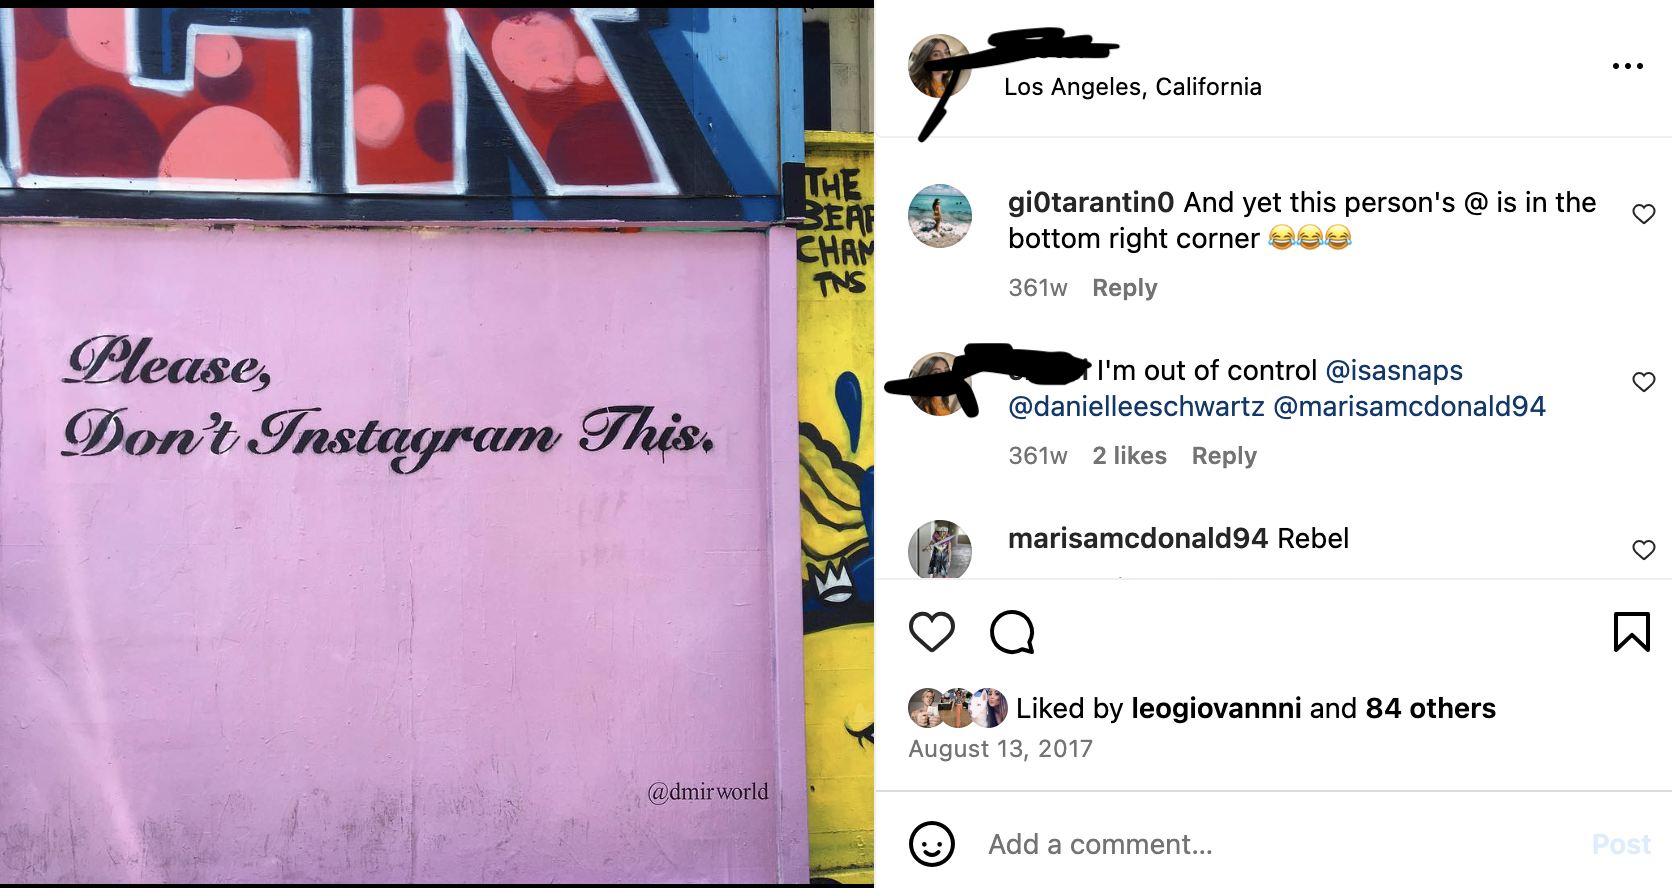 THE
BEAR
CHAM
TNS
Please,
Don't Instagram This.
@dmirworld
Los Angeles, California
gi0tarantin0 And yet this person's @ is in the
bottom right corner 😂😂😂
361w Reply
I'm out of control @isasnaps
@danielleeschwartz @marisamcdonald94
361w 2 likes Reply
marisamcdonald94 Rebel
Liked by leogiovannni and 84 others
August 13, 2017
Add a comment...
Post